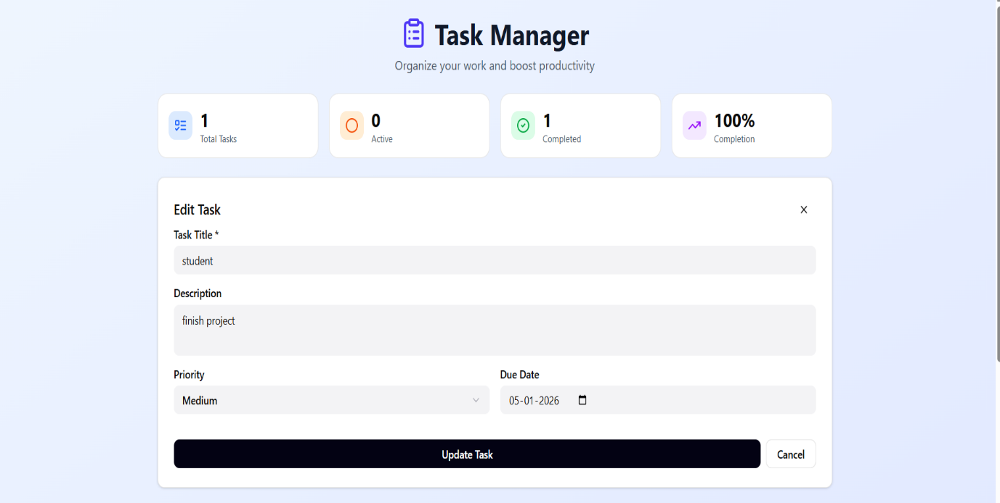 Task Manager
Organize your work and boost productivity
1
Total Tasks
0
Active
1
Completed
100%
Completion
Edit Task
Task Title *
student
Description
finish project
Priority
Due Date
Medium
05-01-2026
Update Task
Cancel